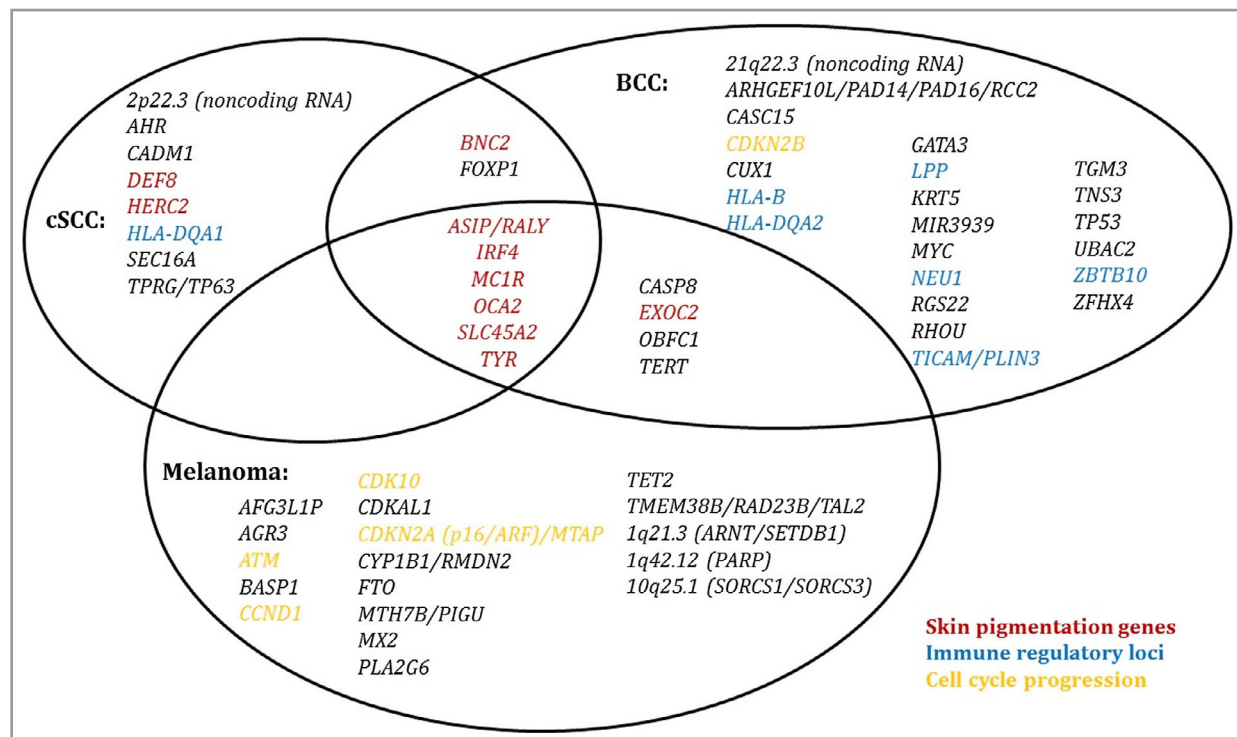 cSCC:
2p22.3 (noncoding RNA)
AHR
CADM1
DEF8
HERC2
HLA-DQA1
SEC16A
TPRG/TP63
BNC2
FOXP1
ASIP/RALY
IRF4
MC1R
OCA2
SLC45A2
TYR
BCC:
21q22.3 (noncoding RNA)
ARHGEF10L/PAD14/PAD16/RCC2
CASC15
CDKN2B
CUX1
HLA-B
HLA-DQA2
GATA3
LPP
KRT5
MIR3939
MYC
NEU1
RGS22
RHOU
TICAM/PLIN3
TGM3
TNS3
TP53
UBAC2
ZBTB10
ZFHX4
CASP8
EXOC2
OBFC1
TERT
Melanoma:
AFG3L1P
AGR3
ATM
BASP1
CCND1
CDK10
CDKAL1
CDKN2A (p16/ARF)/MTAP
CYP1B1/RMDN2
FTO
MTH7B/PIGU
MX2
PLA2G6
TET2
TMEM38B/RAD23B/TAL2
1q21.3 (ARNT/SETDB1)
1q42.12 (PARP)
10q25.1 (SORCS1/SORCS3)
Skin pigmentation genes
Immune regulatory loci
Cell cycle progression